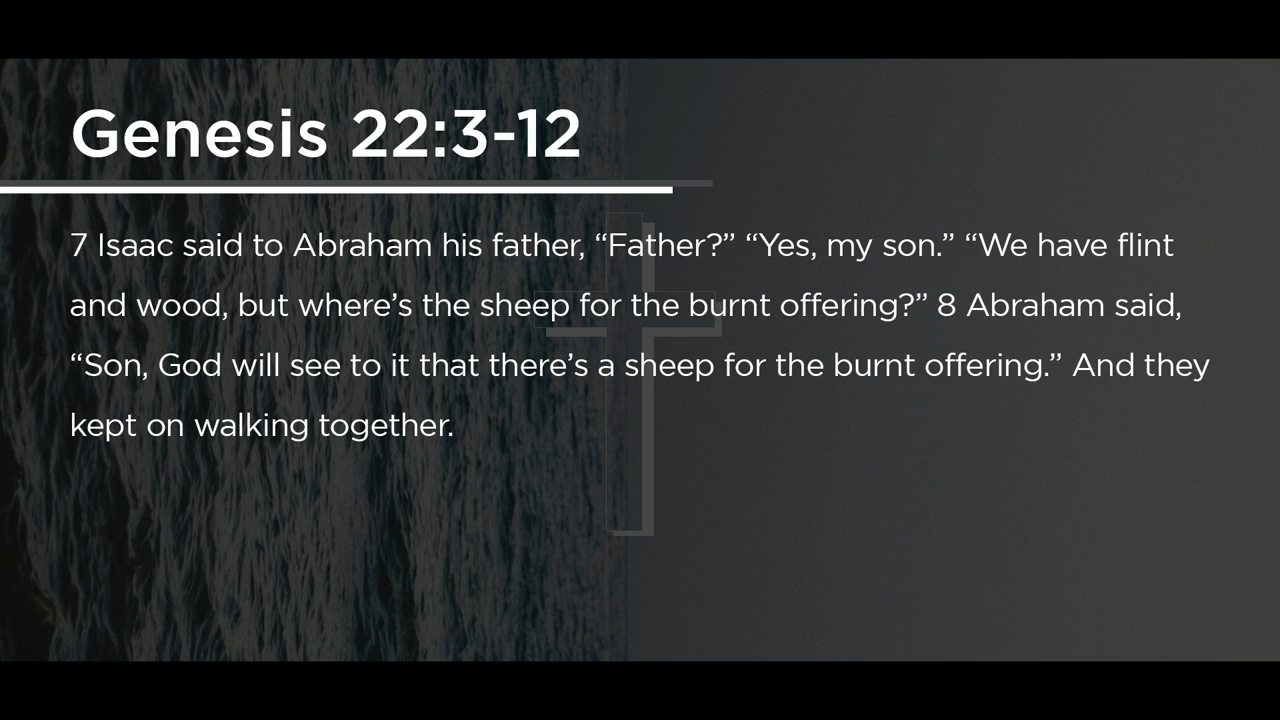 Genesis 22:3-12
7 Isaac said to Abraham his father, “Father?” “Yes, my son.” “We have flint
and wood, but where’s the sheep for the burnt offering?” 8 Abraham said,
“Son, God will see to it that there’s a sheep for the burnt offering.” And they
kept on walking together.